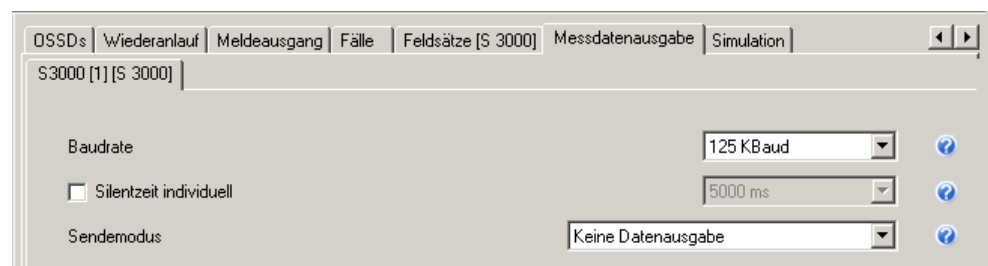 OSSDs Wiederanlauf Meldeausgang Fälle Feldsätze [S 3000] Messdatenausgabe Simulation
S3000 [1] [S 3000]
Baudrate 125 KBaud
Silentzeit individuell 5000 ms
Sendemodus Keine Datenausgabe